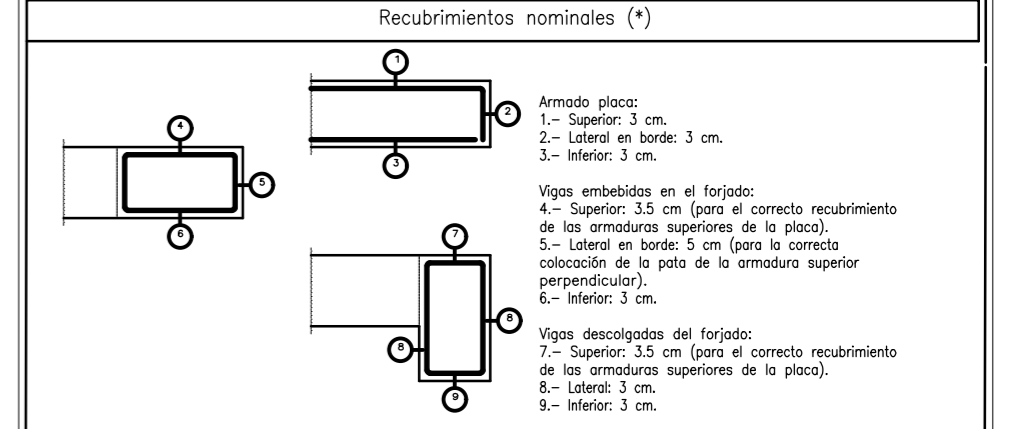 Recubrimientos nominales (*)
1
2
3
4
5
6
7
8
8
9
Armado placa:
1.– Superior: 3 cm.
2.– Lateral en borde: 3 cm.
3.– Inferior: 3 cm.
Vigas embebidas en el forjado:
4.– Superior: 3.5 cm (para el correcto recubrimiento
de las armaduras superiores de la placa).
5.– Lateral en borde: 5 cm (para la correcta
colocación de la pata de la armadura superior
perpendicular).
6.– Inferior: 3 cm.
Vigas descolgadas del forjado:
7.– Superior: 3.5 cm (para el correcto recubrimiento
de las armaduras superiores de la placa).
8.– Lateral: 3 cm.
9.– Inferior: 3 cm.